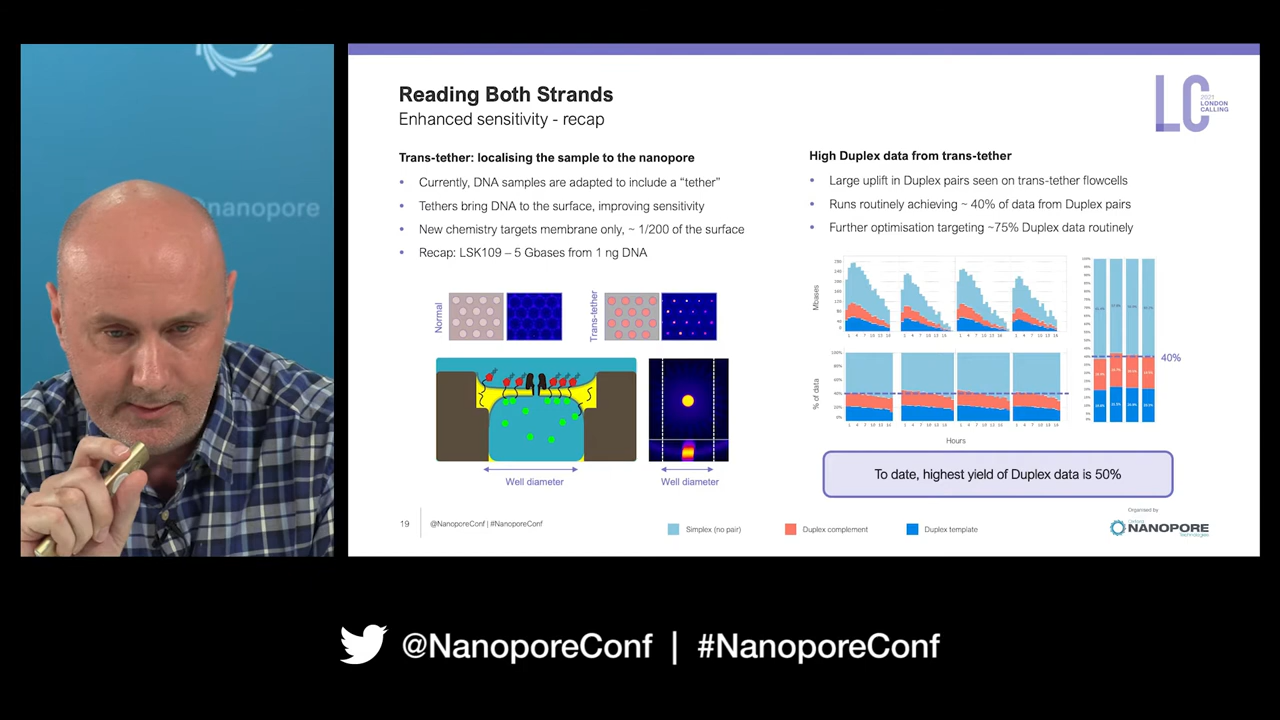 @nanopore
Reading Both Strands
Enhanced sensitivity - recap
LC
2021
LONDON
CALLING
Trans-tether: localising the sample to the nanopore
• Currently, DNA samples are adapted to include a “tether”
• Tethers bring DNA to the surface, improving sensitivity
• New chemistry targets membrane only, ~ 1/200 of the surface
• Recap: LSK109 – 5 Gbases from 1 ng DNA
Normal
Trans-tether
Well diameter
Well diameter
High Duplex data from trans-tether
• Large uplift in Duplex pairs seen on trans-tether flowcells
• Runs routinely achieving ~ 40% of data from Duplex pairs
• Further optimisation targeting ~75% Duplex data routinely
Mbases
% of data
40%
Hours
To date, highest yield of Duplex data is 50%
19
@NanoporeConf | #NanoporeConf
Simplex (no pair)
Duplex complement
Duplex template
Organised by
Oxford
NANOPORE
Technologies
@NanoporeConf | #NanoporeConf